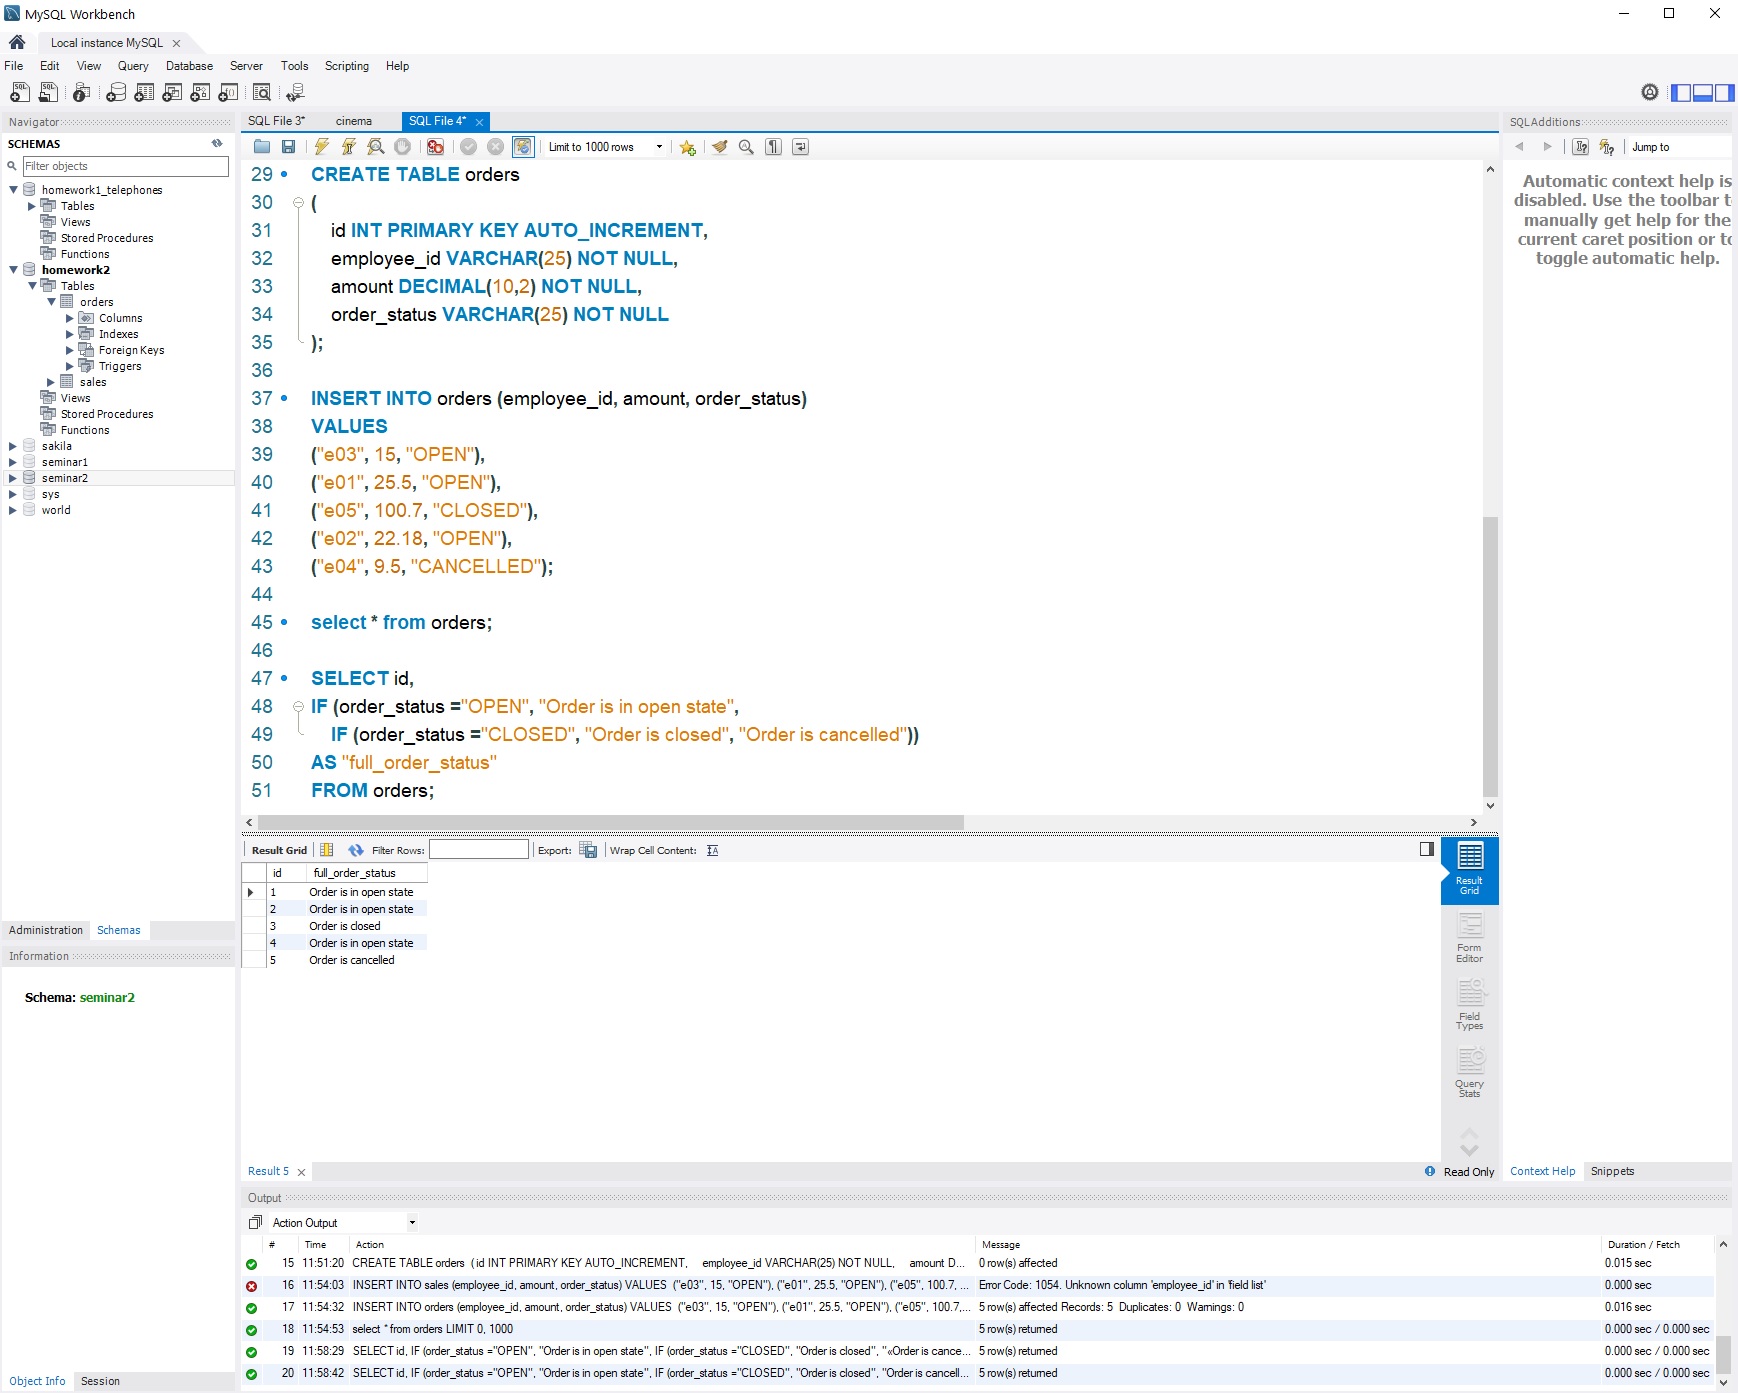 MySQL Workbench
Local instance MySQL
File Edit View Query Database Server Tools Scripting Help
Navigator
SCHEMAS
Filter objects
homework1_telephones
Tables
Views
Stored Procedures
Functions
homework2
Tables
orders
Columns
Indexes
Foreign Keys
Triggers
sales
Views
Stored Procedures
Functions
sakila
seminar1
seminar2
sys
world
Administration Schemas
Information
Schema: seminar2
Object Info Session
SQL File 3* cinema SQL File 4*
Limit to 1000 rows
29 CREATE TABLE orders
30 (
31 id INT PRIMARY KEY AUTO_INCREMENT,
32 employee_id VARCHAR(25) NOT NULL,
33 amount DECIMAL(10,2) NOT NULL,
34 order_status VARCHAR(25) NOT NULL
35 );
36
37 INSERT INTO orders (employee_id, amount, order_status)
38 VALUES
39 ("e03", 15, "OPEN"),
40 ("e01", 25.5, "OPEN"),
41 ("e05", 100.7, "CLOSED"),
42 ("e02", 22.18, "OPEN"),
43 ("e04", 9.5, "CANCELLED");
44
45 select * from orders;
46
47 SELECT id,
48 IF (order_status ="OPEN", "Order is in open state",
49 IF (order_status ="CLOSED", "Order is closed", "Order is cancelled"))
50 AS "full_order_status"
51 FROM orders;
Result Grid Filter Rows: Export: Wrap Cell Content:
id full_order_status
1 Order is in open state
2 Order is in open state
3 Order is closed
4 Order is in open state
5 Order is cancelled
Result Grid
Form Editor
Field Types
Query Stats
Result 5 Read Only
SQLAdditions
Jump to
Automatic context help is
disabled. Use the toolbar t
manually get help for the
current caret position or to
toggle automatic help.
Context Help Snippets
Output
Action Output
# Time Action Message Duration / Fetch
15 11:51:20 CREATE TABLE orders ( id INT PRIMARY KEY AUTO_INCREMENT, employee_id VARCHAR(25) NOT NULL, amount D... 0 row(s) affected 0.015 sec
16 11:54:03 INSERT INTO sales (employee_id, amount, order_status) VALUES ("e03", 15, "OPEN"), ("e01", 25.5, "OPEN"), ("e05", 100.7, ... Error Code: 1054. Unknown column 'employee_id' in 'field list' 0.000 sec
17 11:54:32 INSERT INTO orders (employee_id, amount, order_status) VALUES ("e03", 15, "OPEN"), ("e01", 25.5, "OPEN"), ("e05", 100.7,... 5 row(s) affected Records: 5 Duplicates: 0 Warnings: 0 0.016 sec
18 11:54:53 select * from orders LIMIT 0, 1000 5 row(s) returned 0.000 sec / 0.000 sec
19 11:58:29 SELECT id, IF (order_status ="OPEN", "Order is in open state", IF (order_status ="CLOSED", "Order is closed", "«Order is cance... 5 row(s) returned 0.000 sec / 0.000 sec
20 11:58:42 SELECT id, IF (order_status ="OPEN", "Order is in open state", IF (order_status ="CLOSED", "Order is closed", "Order is cancell... 5 row(s) returned 0.000 sec / 0.000 sec